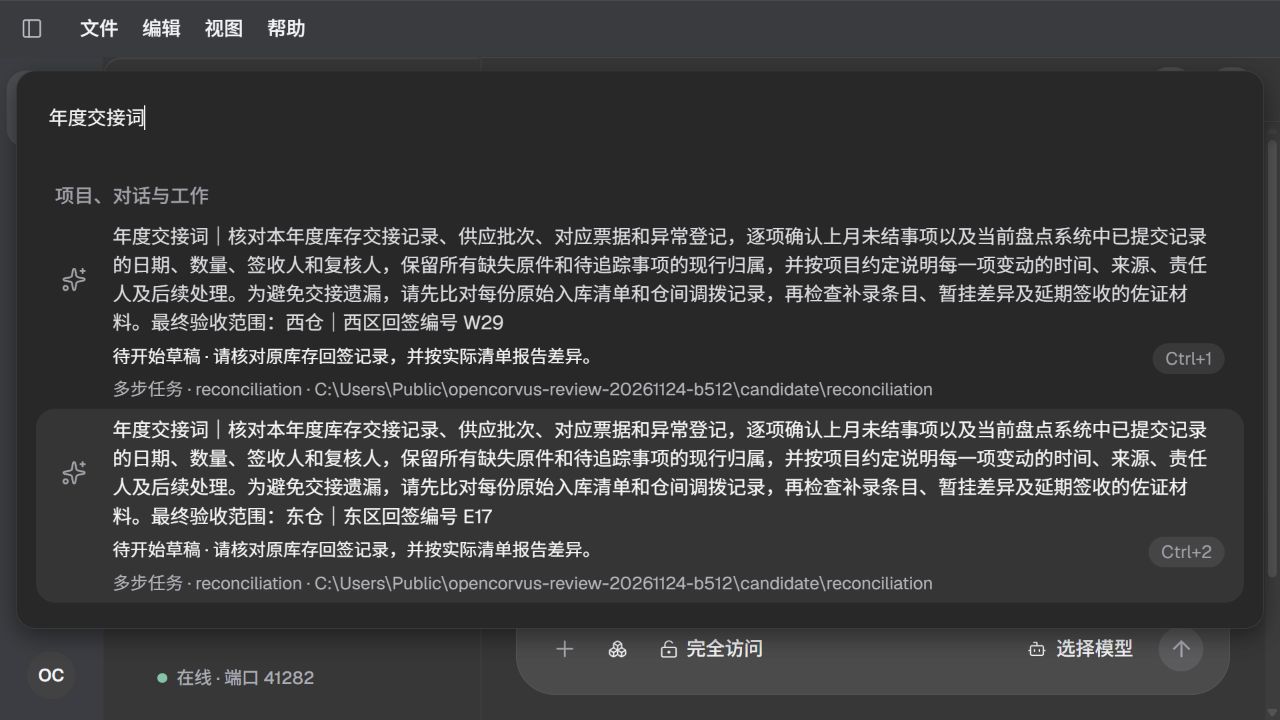 文件 编辑 视图 帮助
年度交接词
项目、对话与工作
年度交接词｜核对本年度库存交接记录、供应批次、对应票据和异常登记，逐项确认上月未结事项以及当前盘点系统中已提交记录
的日期、数量、签收人和复核人，保留所有缺失原件和待追踪事项的现行归属，并按项目约定说明每一项变动的时间、来源、责任
人及后续处理。为避免交接遗漏，请先比对每份原始入库清单和仓间调拨记录，再检查补录条目、暂挂差异及延期签收的佐证材
料。最终验收范围：西仓｜西区回签编号 W29
待开始草稿 · 请核对原库存回签记录，并按实际清单报告差异。
Ctrl+1
多步任务 · reconciliation · C:\Users\Public\opencorvus-review-20261124-b512\candidate\reconciliation
年度交接词｜核对本年度库存交接记录、供应批次、对应票据和异常登记，逐项确认上月未结事项以及当前盘点系统中已提交记录
的日期、数量、签收人和复核人，保留所有缺失原件和待追踪事项的现行归属，并按项目约定说明每一项变动的时间、来源、责任
人及后续处理。为避免交接遗漏，请先比对每份原始入库清单和仓间调拨记录，再检查补录条目、暂挂差异及延期签收的佐证材
料。最终验收范围：东仓｜东区回签编号 E17
待开始草稿 · 请核对原库存回签记录，并按实际清单报告差异。
Ctrl+2
多步任务 · reconciliation · C:\Users\Public\opencorvus-review-20261124-b512\candidate\reconciliation
完全访问 选择模型
OC
在线 · 端口 41282